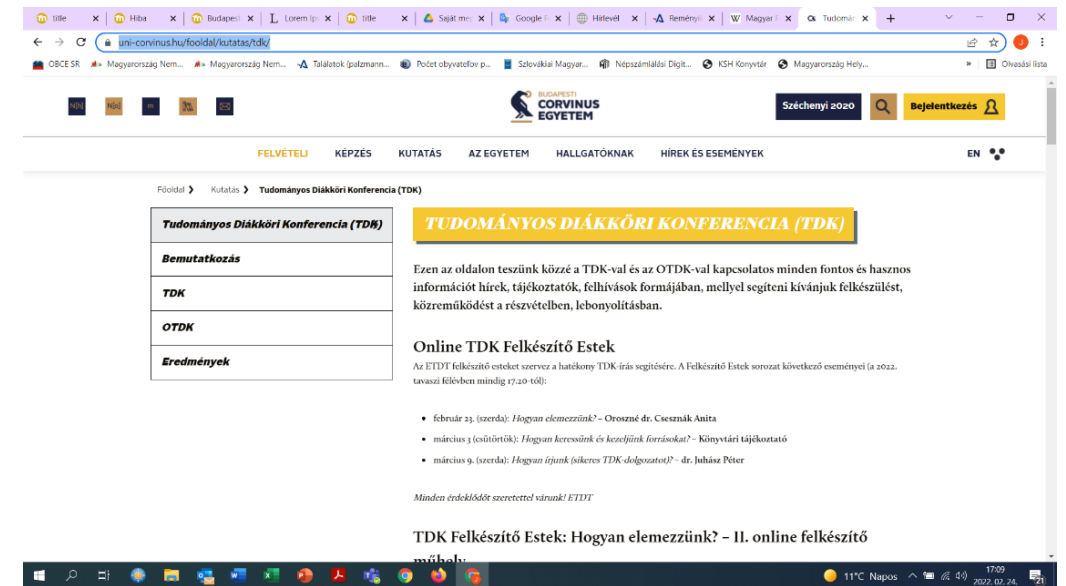 title
Hiba
Budapest
Lorem Ip
title
Saját me
Google F
Hírlevél
Reményi
Magyar F
Tudomán
uni-corvinus.hu/fooldal/kutatas/tdk/
OBCE SR
Magyarország Nem...
Magyarország Nem...
Találatok (palzmann...
Počet obyvateľov p...
Szlovákiai Magyar...
Népszámlálási Digit...
KSH Könyvtár
Magyarország Hely...
»
Olvasási lista
BUDAPESTI
CORVINUS
EGYETEM
Széchenyi 2020
Bejelentkezés
FELVÉTELI KÉPZÉS KUTATÁS AZ EGYETEM HALLGATÓKNAK HÍREK ÉS ESEMÉNYEK EN
Főoldal ❯ Kutatás ❯ Tudományos Diákköri Konferencia (TDK)
Tudományos Diákköri Konferencia (TDK)
Bemutatkozás
TDK
OTDK
Eredmények
TUDOMÁNYOS DIÁKKÖRI KONFERENCIA (TDK)
Ezen az oldalon teszünk közzé a TDK-val és az OTDK-val kapcsolatos minden fontos és hasznos
információt hírek, tájékoztatók, felhívások formájában, mellyel segíteni kívánjuk felkészülést,
közreműködést a részvételben, lebonyolításban.
Online TDK Felkészítő Estek
Az ETDT felkészítő esteket szervez a hatékony TDK-írás segítésére. A Felkészítő Estek sorozat következő eseményei (a 2022.
tavaszi félévben mindig 17.20-tól):
• február 23. (szerda): Hogyan elemezzünk? – Oroszné dr. Csesznák Anita
• március 3 (csütörtök): Hogyan keressünk és kezeljünk forrásokat? – Könyvtári tájékoztató
• március 9. (szerda): Hogyan írjunk (sikeres TDK-dolgozatot)? – dr. Juhász Péter
Minden érdeklődőt szeretettel várunk! ETDT
TDK Felkészítő Estek: Hogyan elemezzünk? – II. online felkészítő
műhely
11°C Napos
17:09
2022. 02. 24.
21